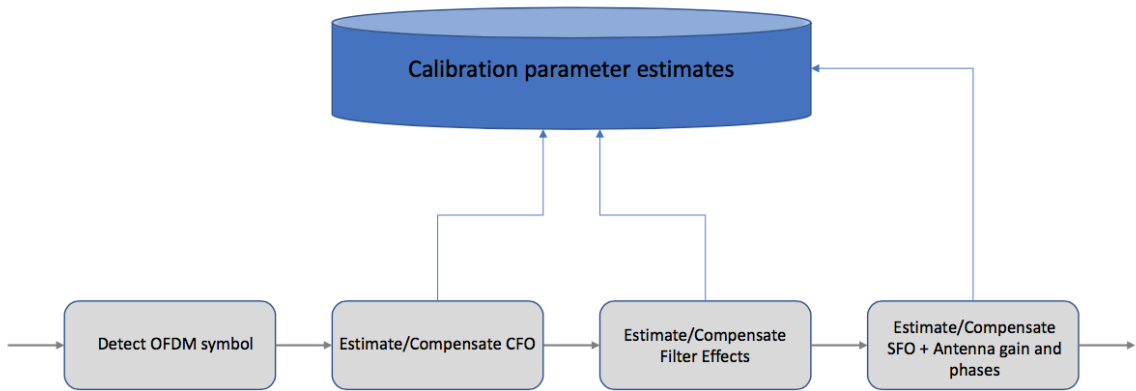 Calibration parameter estimates
Detect OFDM symbol
Estimate/Compensate CFO
Estimate/Compensate
Filter Effects
Estimate/Compensate
SFO + Antenna gain and
phases